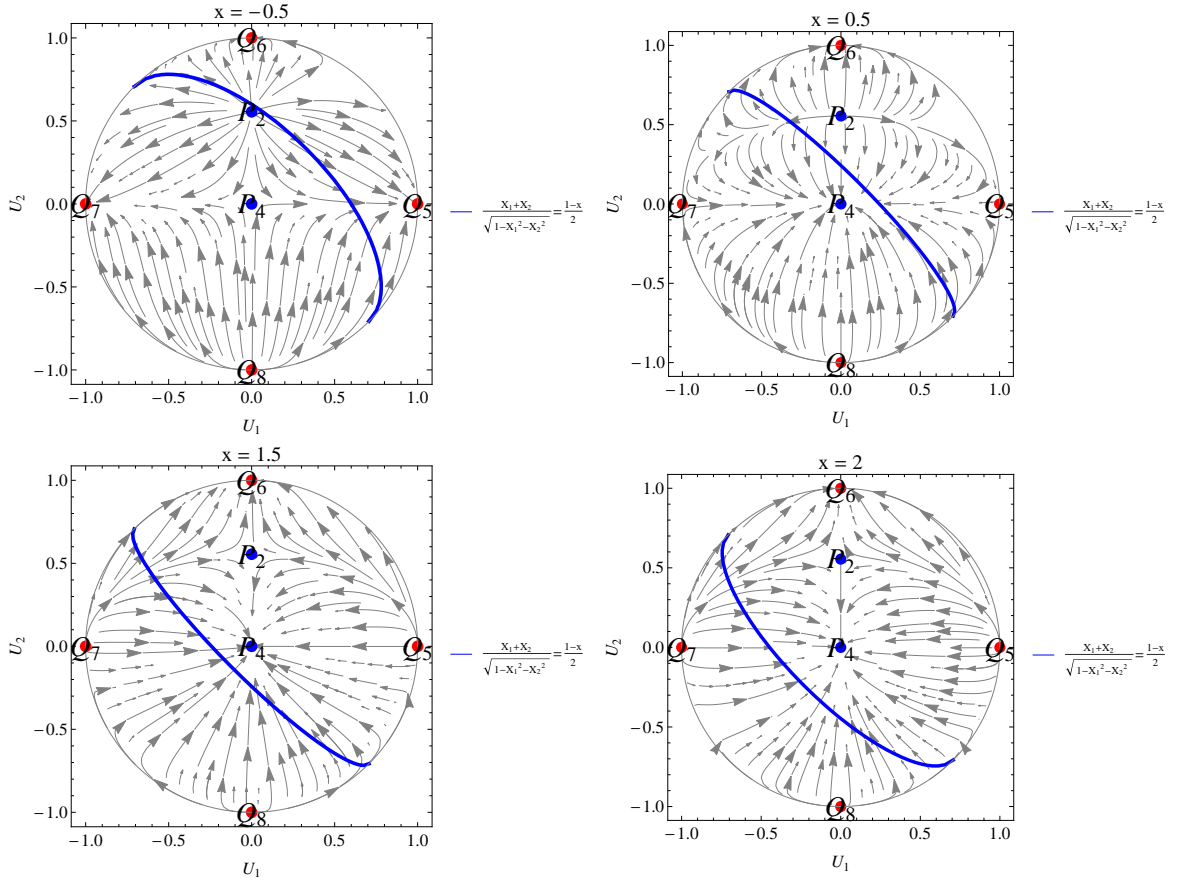 x = −0.5
1.0
0.5
0.0
−0.5
−1.0
U₂
Q₆
P₂
Q₇
P₄
Q₅
Q₈
−1.0 −0.5 0.0 0.5 1.0
U₁
X₁+X₂ / √(1−X₁²−X₂²) = (1−x)/2
x = 0.5
1.0
0.5
0.0
−0.5
−1.0
U₂
Q₆
P₂
Q₇
P₄
Q₅
Q₈
−1.0 −0.5 0.0 0.5 1.0
U₁
X₁+X₂ / √(1−X₁²−X₂²) = (1−x)/2
x = 1.5
1.0
0.5
0.0
−0.5
−1.0
U₂
Q₆
P₂
Q₇
P₄
Q₅
Q₈
−1.0 −0.5 0.0 0.5 1.0
U₁
X₁+X₂ / √(1−X₁²−X₂²) = (1−x)/2
x = 2
1.0
0.5
0.0
−0.5
−1.0
U₂
Q₆
P₂
Q₇
P₄
Q₅
Q₈
−1.0 −0.5 0.0 0.5 1.0
U₁
X₁+X₂ / √(1−X₁²−X₂²) = (1−x)/2